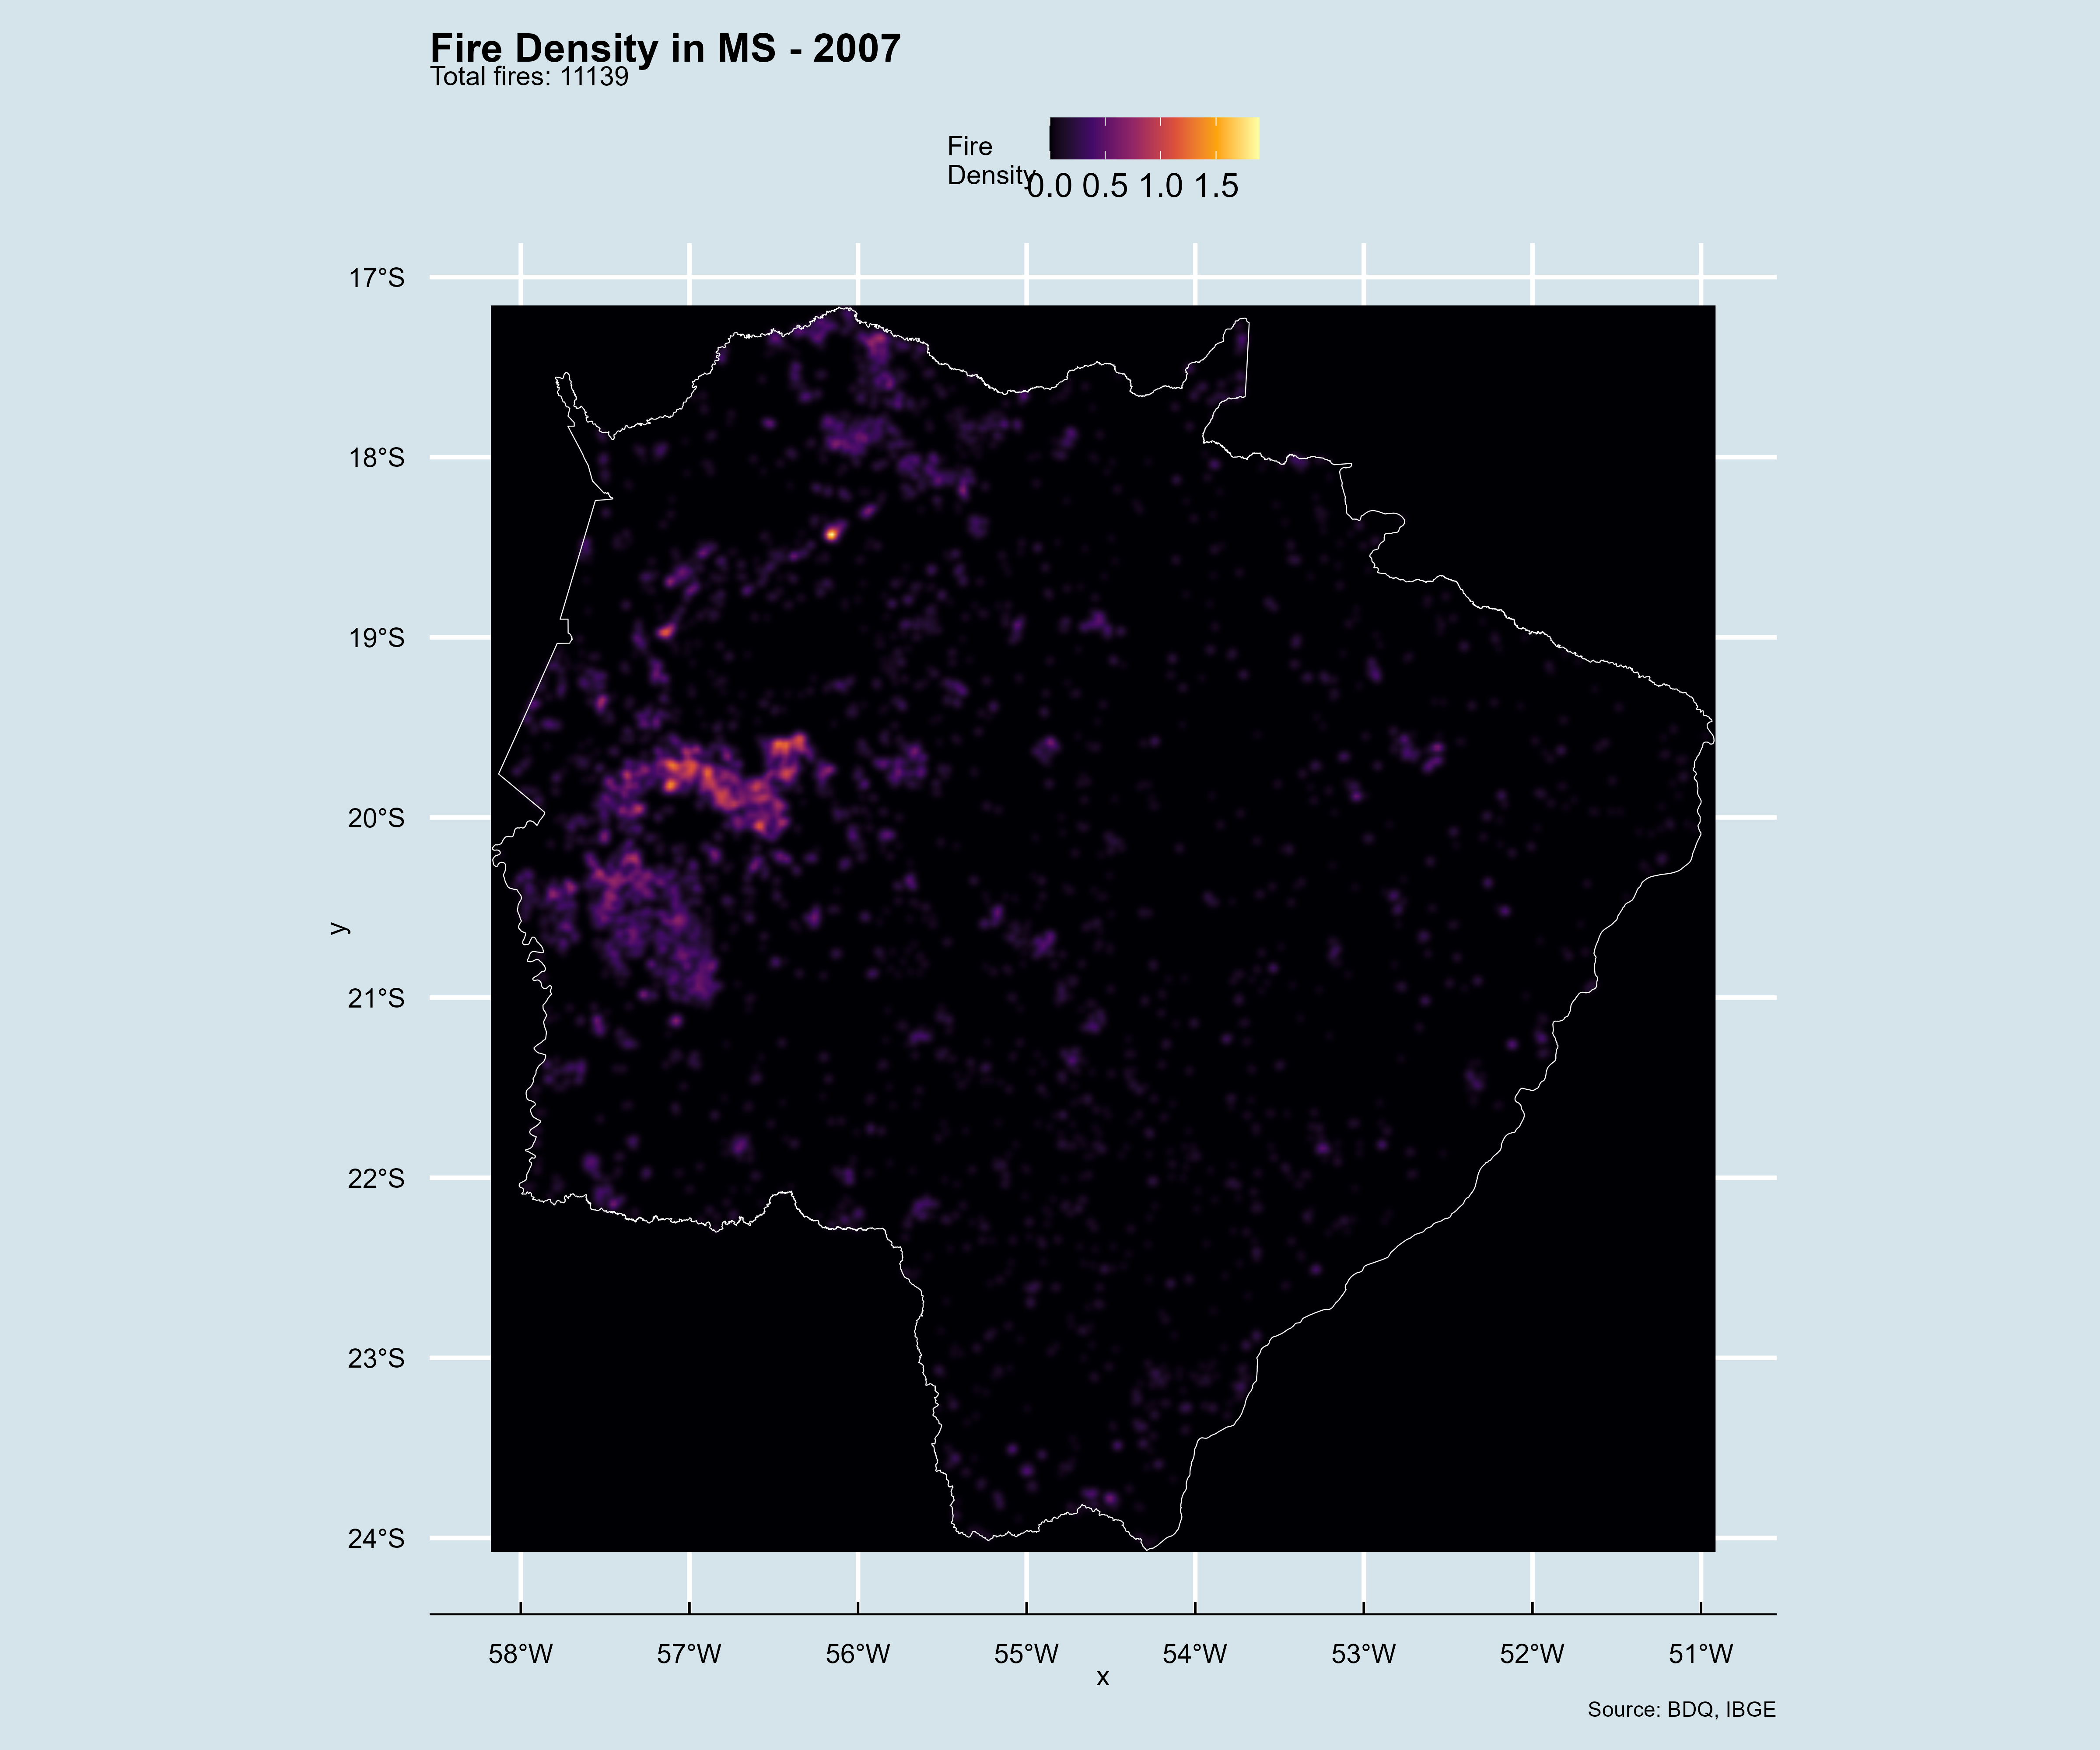 Fire Density in MS - 2007
Total fires: 11139
Fire
Density
0.0 0.5 1.0 1.5
17°S
18°S
19°S
20°S
21°S
22°S
23°S
24°S
y
58°W 57°W 56°W 55°W 54°W 53°W 52°W 51°W
x
Source: BDQ, IBGE